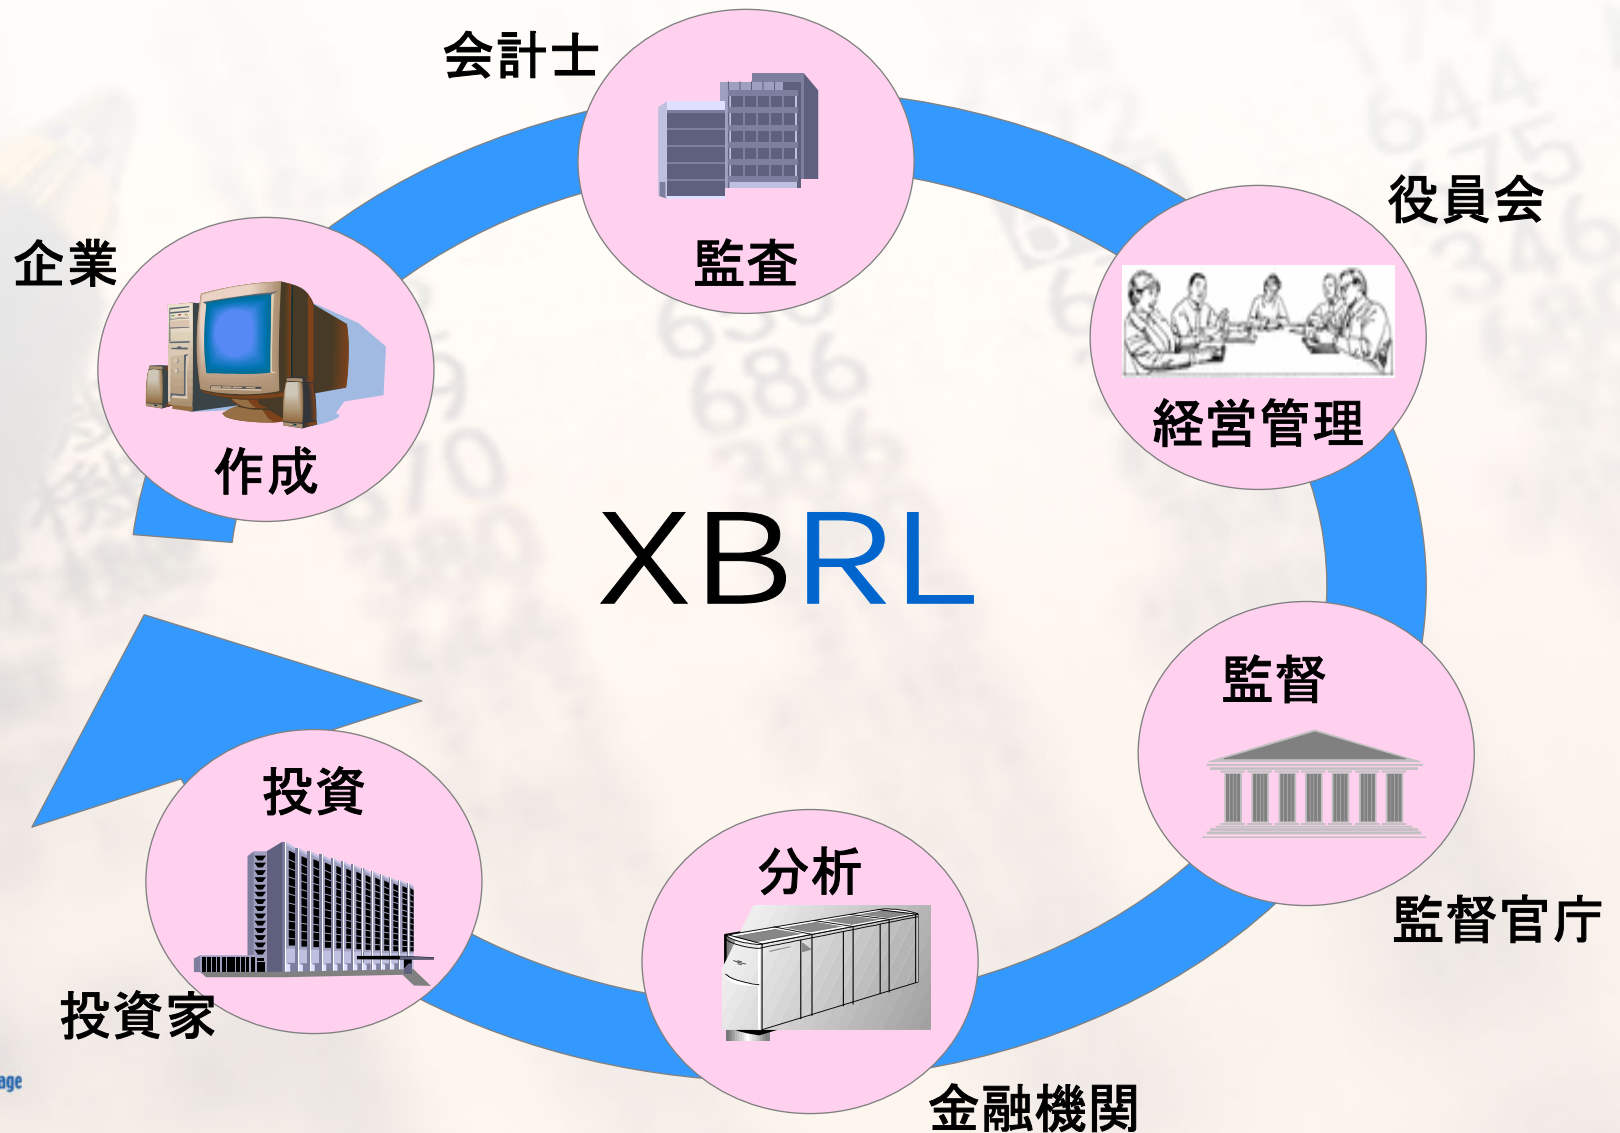 会計士
監査
役員会
企業
経営管理
作成
XBRL
監督
投資
分析
監督官庁
投資家
age
金融機関